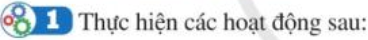 1 Thực hiện các hoạt động sau: